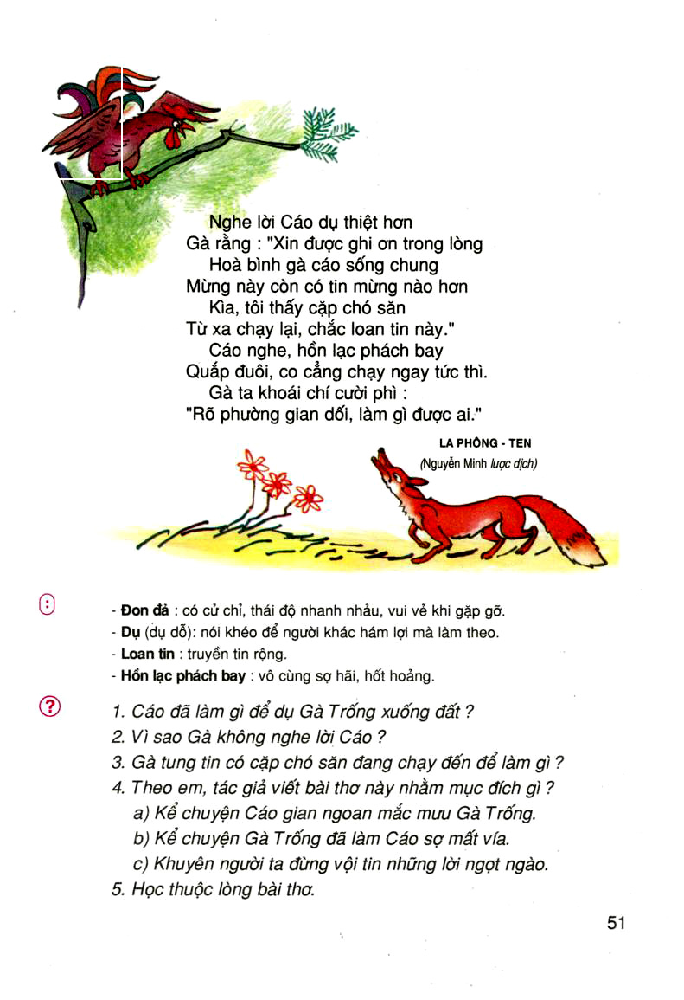 Nghe lời Cáo dụ thiệt hơn
Gà rằng : "Xin được ghi ơn trong lòng
Hoà bình gà cáo sống chung
Mừng này còn có tin mừng nào hơn
Kìa, tôi thấy cặp chó săn
Từ xa chạy lại, chắc loan tin này."
Cáo nghe, hồn lạc phách bay
Quắp đuôi, co cẳng chạy ngay tức thì.
Gà ta khoái chí cười phì :
"Rõ phường gian dối, làm gì được ai."
LA PHÔNG - TEN
(Nguyễn Minh lược dịch)
:
- Đon đả : có cử chỉ, thái độ nhanh nhảu, vui vẻ khi gặp gỡ.
- Dụ (dụ dỗ): nói khéo để người khác hám lợi mà làm theo.
- Loan tin : truyền tin rộng.
- Hồn lạc phách bay : vô cùng sợ hãi, hốt hoảng.
?
1. Cáo đã làm gì để dụ Gà Trống xuống đất ?
2. Vì sao Gà không nghe lời Cáo ?
3. Gà tung tin có cặp chó săn đang chạy đến để làm gì ?
4. Theo em, tác giả viết bài thơ này nhằm mục đích gì ?
a) Kể chuyện Cáo gian ngoan mắc mưu Gà Trống.
b) Kể chuyện Gà Trống đã làm Cáo sợ mất vía.
c) Khuyên người ta đừng vội tin những lời ngọt ngào.
5. Học thuộc lòng bài thơ.
51